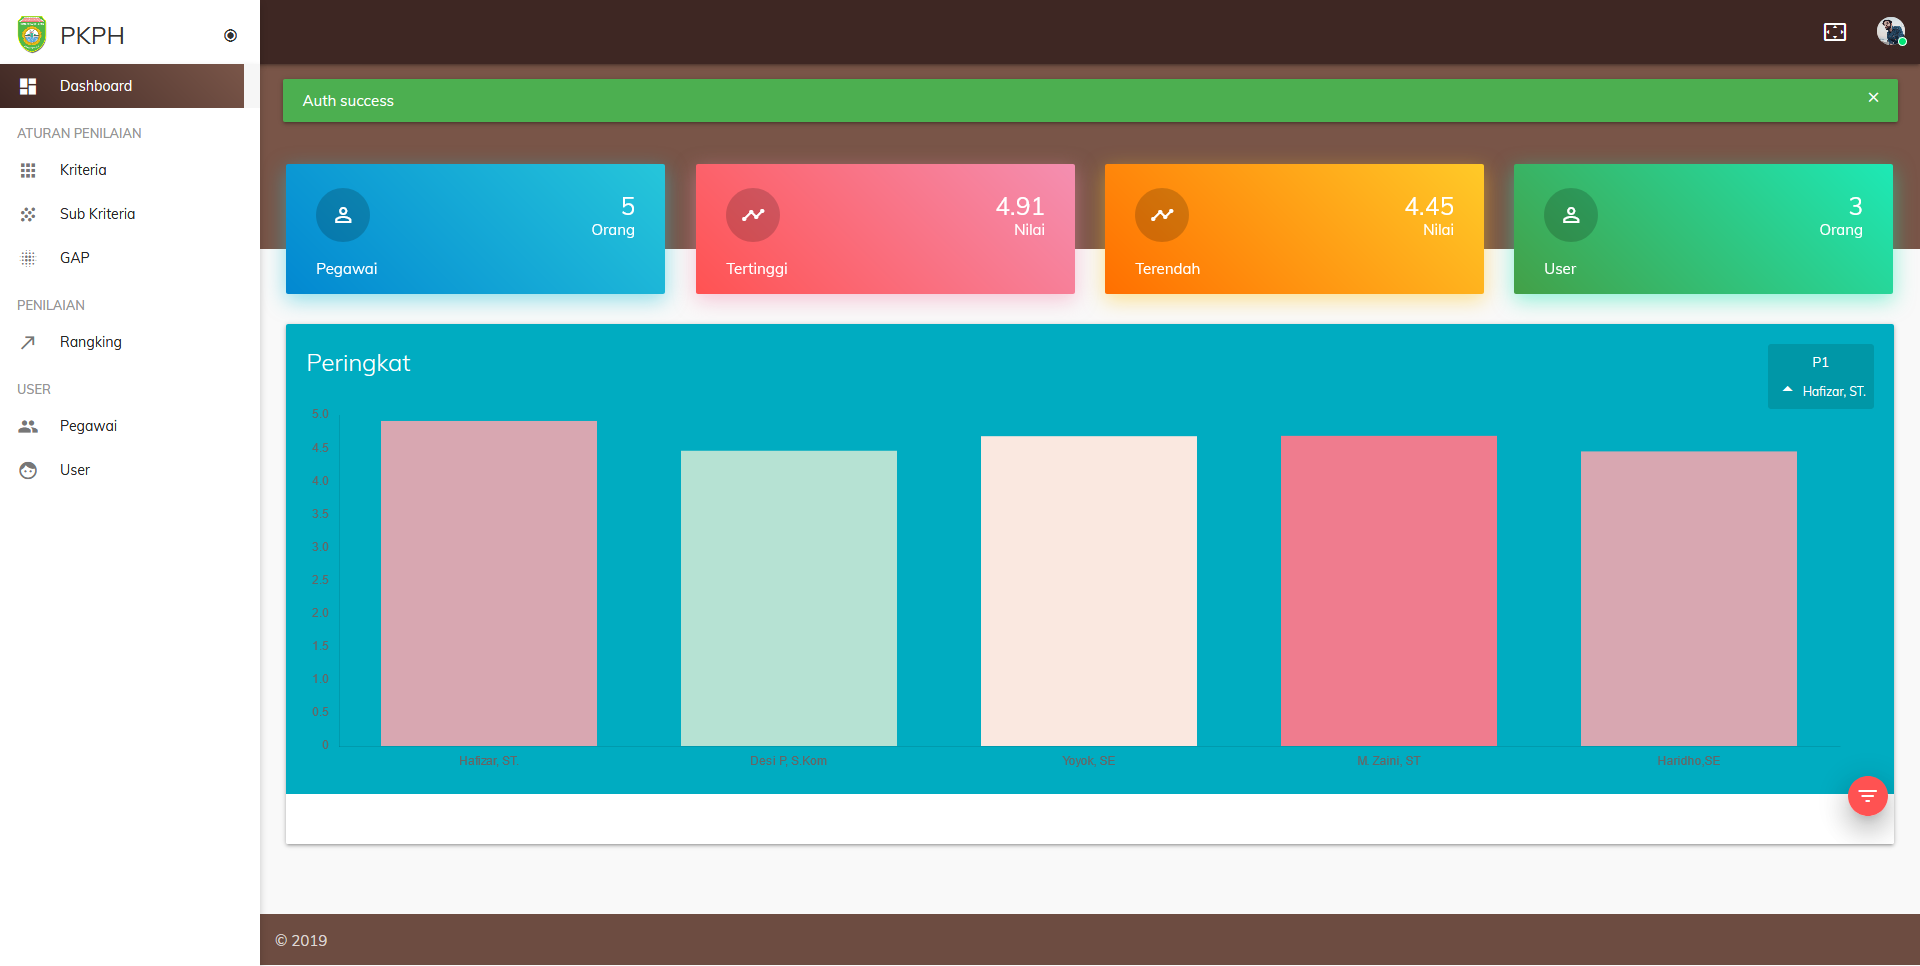 PKPH
Dashboard
ATURAN PENILAIAN
Kriteria
Sub Kriteria
GAP
PENILAIAN
Rangking
USER
Pegawai
User
Auth success
×
5
Orang
Pegawai
4.91
Nilai
Tertinggi
4.45
Nilai
Terendah
3
Orang
User
Peringkat
P1
Hafizar, ST.
5.0
4.5
4.0
3.5
3.0
2.5
2.0
1.5
1.0
0.5
0
Hafizar, ST
Desi P, S.Kom
Yoyok, SE
M. Zaini, ST
Haridho,SE
© 2019